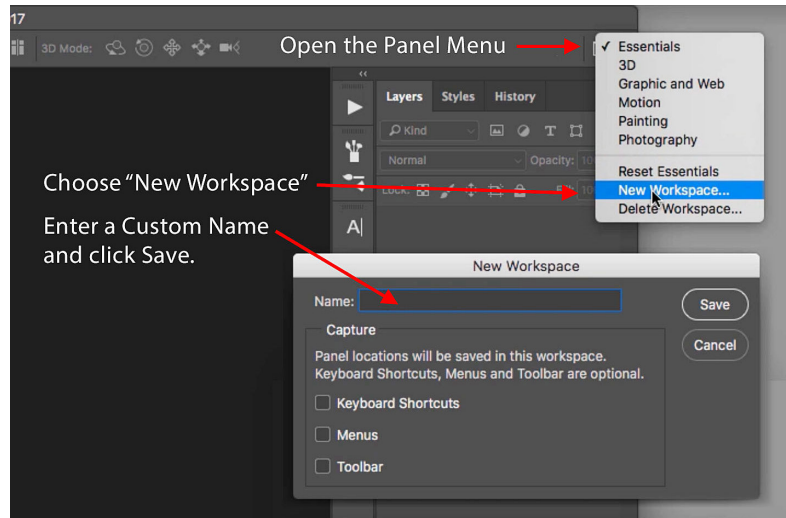 17
3D Mode:
Open the Panel Menu
✓ Essentials
3D
Graphic and Web
Motion
Painting
Photography
Reset Essentials
New Workspace...
Delete Workspace...
Layers Styles History
Kind
T
Normal
Opacity:
Lock:
Choose “New Workspace”
Enter a Custom Name
and click Save.
A|
New Workspace
Name:
Save
Cancel
Capture
Panel locations will be saved in this workspace.
Keyboard Shortcuts, Menus and Toolbar are optional.
Keyboard Shortcuts
Menus
Toolbar